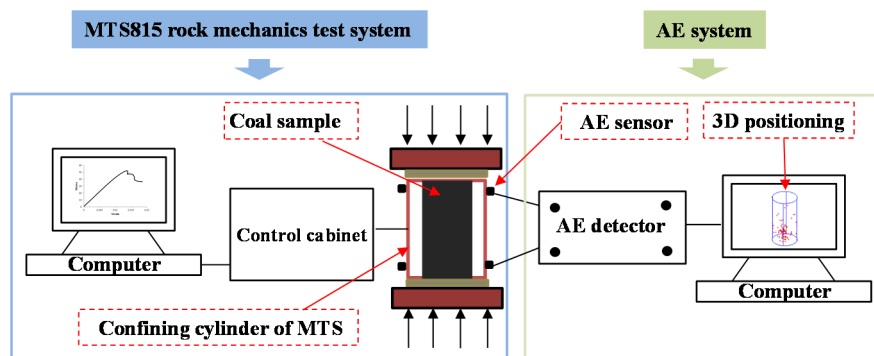 MTS815 rock mechanics test system
AE system
Coal sample
AE sensor
3D positioning
Control cabinet
AE detector
Computer
Computer
Confining cylinder of MTS